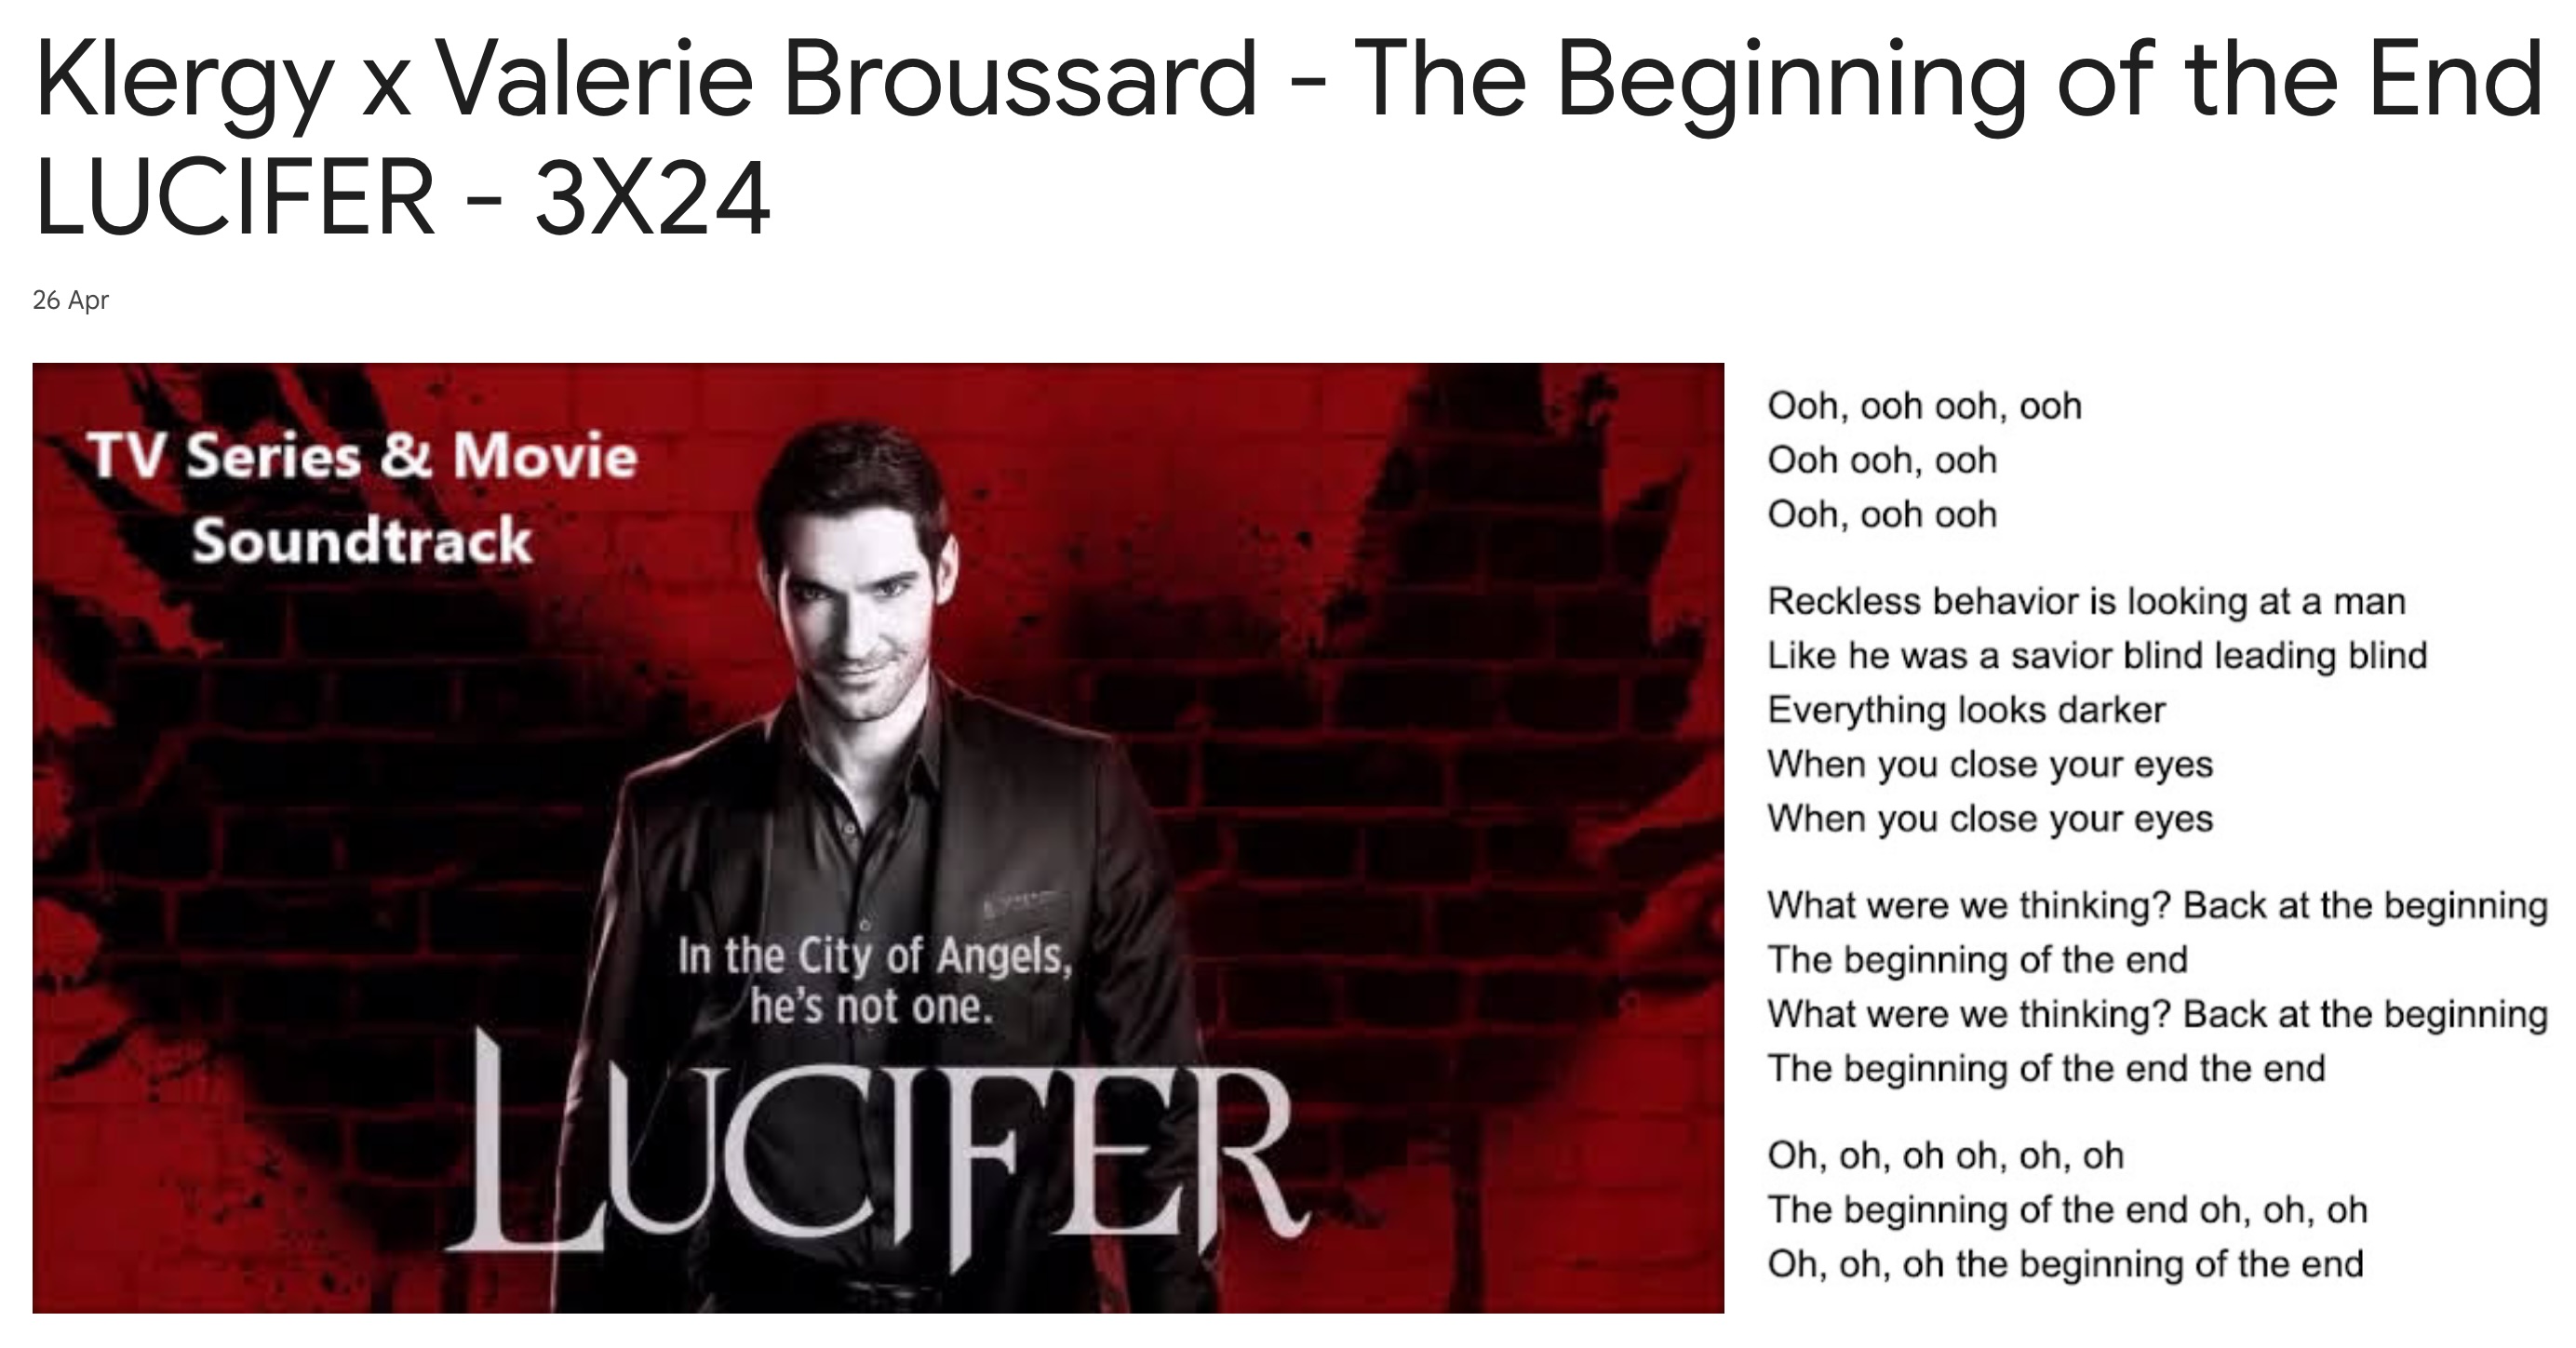 Klergy x Valerie Broussard - The Beginning of the End
LUCIFER - 3X24
26 Apr
TV Series & Movie
Soundtrack
In the City of Angels,
he's not one.
LUCIFER
Ooh, ooh ooh, ooh
Ooh ooh, ooh
Ooh, ooh ooh
Reckless behavior is looking at a man
Like he was a savior blind leading blind
Everything looks darker
When you close your eyes
When you close your eyes
What were we thinking? Back at the beginning
The beginning of the end
What were we thinking? Back at the beginning
The beginning of the end the end
Oh, oh, oh oh, oh, oh
The beginning of the end oh, oh, oh
Oh, oh, oh the beginning of the end